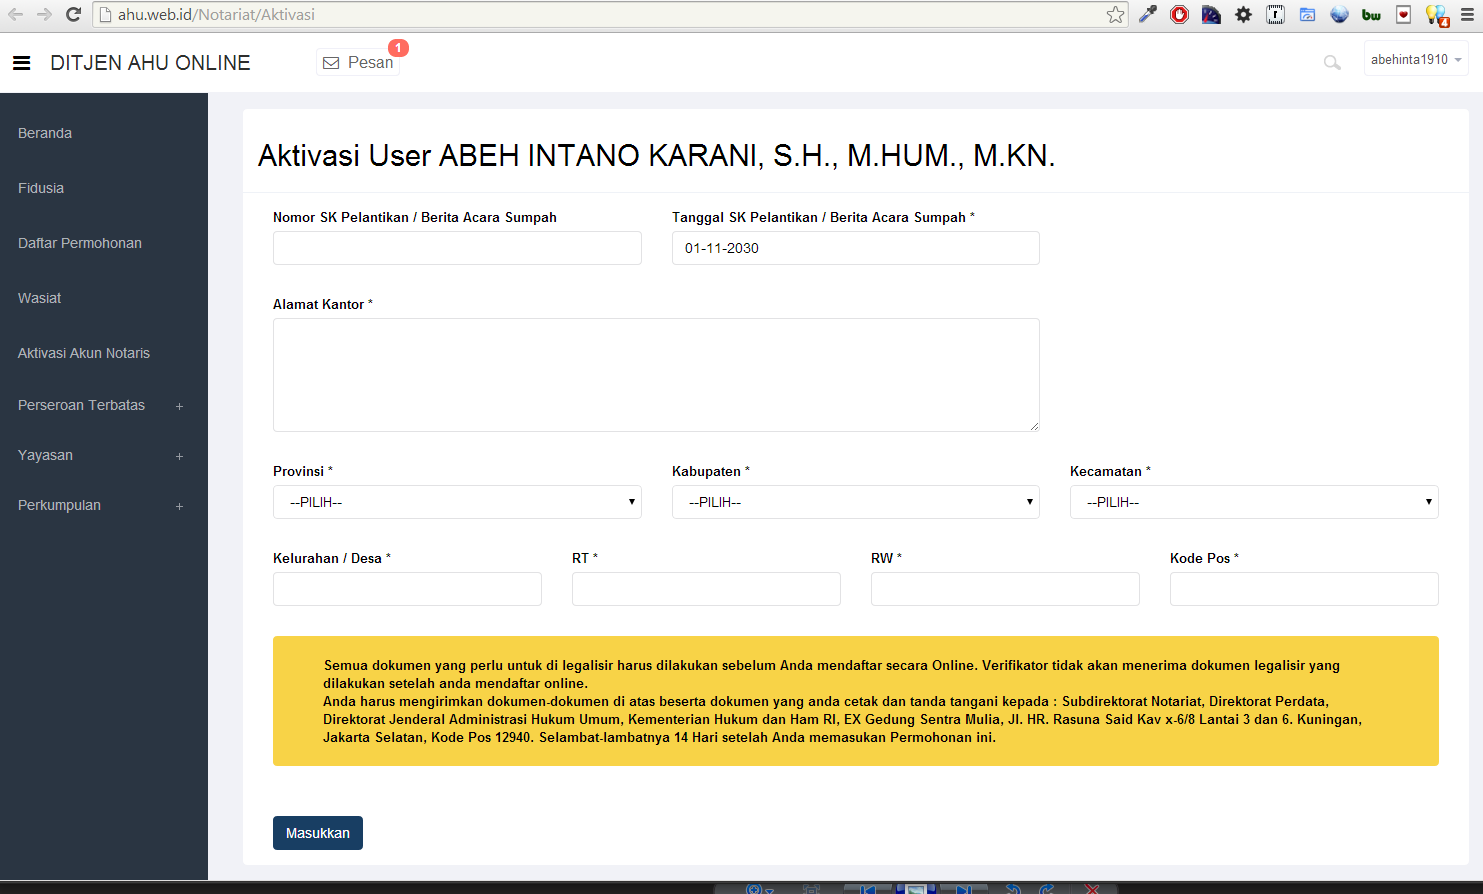 ahu.web.id/Notariat/Aktivasi
bw
4
DITJEN AHU ONLINE
Pesan
1
abehinta1910
Beranda
Fidusia
Daftar Permohonan
Wasiat
Aktivasi Akun Notaris
Perseroan Terbatas +
Yayasan +
Perkumpulan +
Aktivasi User ABEH INTANO KARANI, S.H., M.HUM., M.KN.
Nomor SK Pelantikan / Berita Acara Sumpah
Tanggal SK Pelantikan / Berita Acara Sumpah *
01-11-2030
Alamat Kantor *
Provinsi *
Kabupaten *
Kecamatan *
--PILIH--
--PILIH--
--PILIH--
Kelurahan / Desa *
RT *
RW *
Kode Pos *
Semua dokumen yang perlu untuk di legalisir harus dilakukan sebelum Anda mendaftar secara Online. Verifikator tidak akan menerima dokumen legalisir yang
dilakukan setelah anda mendaftar online.
Anda harus mengirimkan dokumen-dokumen di atas beserta dokumen yang anda cetak dan tanda tangani kepada : Subdirektorat Notariat, Direktorat Perdata,
Direktorat Jenderal Administrasi Hukum Umum, Kementerian Hukum dan Ham RI, EX Gedung Sentra Mulia, Jl. HR. Rasuna Said Kav x-6/8 Lantai 3 dan 6. Kuningan,
Jakarta Selatan, Kode Pos 12940. Selambat-lambatnya 14 Hari setelah Anda memasukan Permohonan ini.
Masukkan